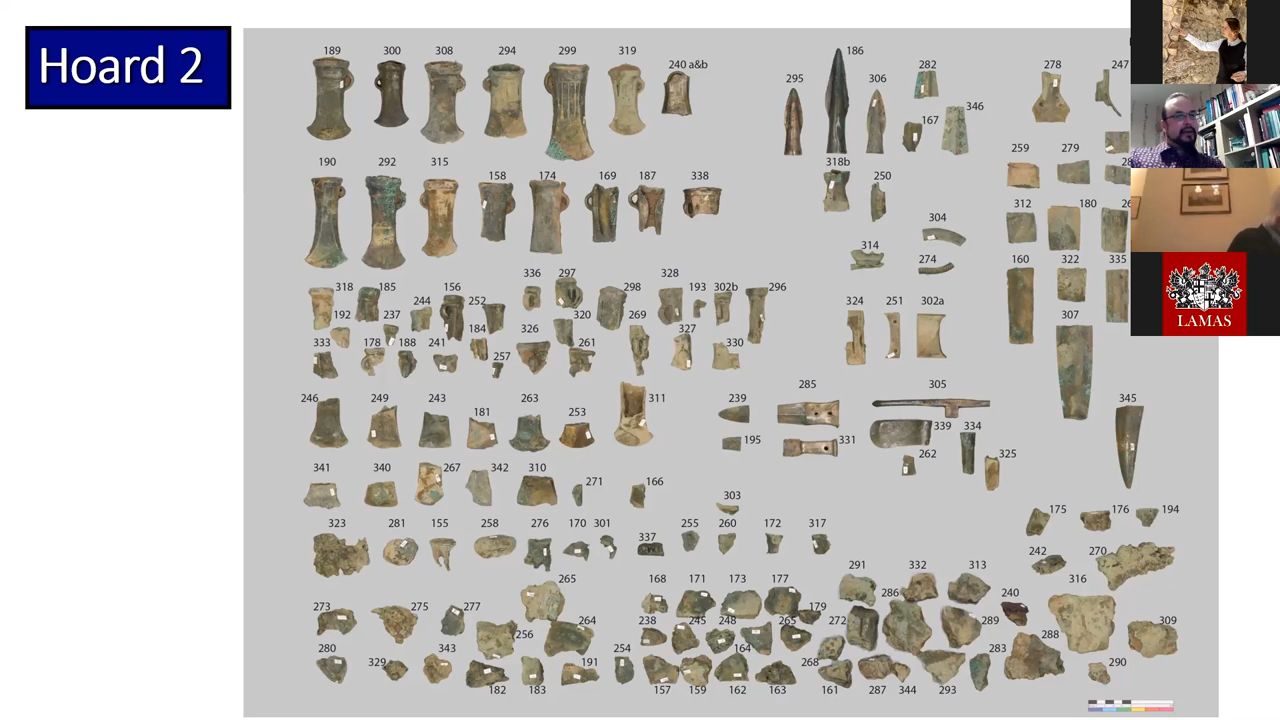 Hoard 2
189 300 308 294 299 319 240 a&b 295 186 306 282 167 346 278 247
190 292 315 158 174 169 187 338 318b 250 259 279
304 312 180
314 274 160 322 335
318 185 244 156 252 336 297 298 328 193 302b 296 324 251 302a 307
192 237 184 326 320 269 327
333 178 188 241 257 261 330
246 249 243 181 263 253 311 239 285 305 345
195 331 339 334
262 325
341 340 267 342 310 271 166 303
323 281 155 258 276 170 301 337 255 260 172 317 175 176 194
242 270
265 168 171 173 177 291 332 313 316
273 275 277 179 286 240
256 264 238 245 248 265 272 289 288 309
280 329 343 254 164 268 283 290
182 183 191 157 159 162 163 161 287 344 293
LAMAS